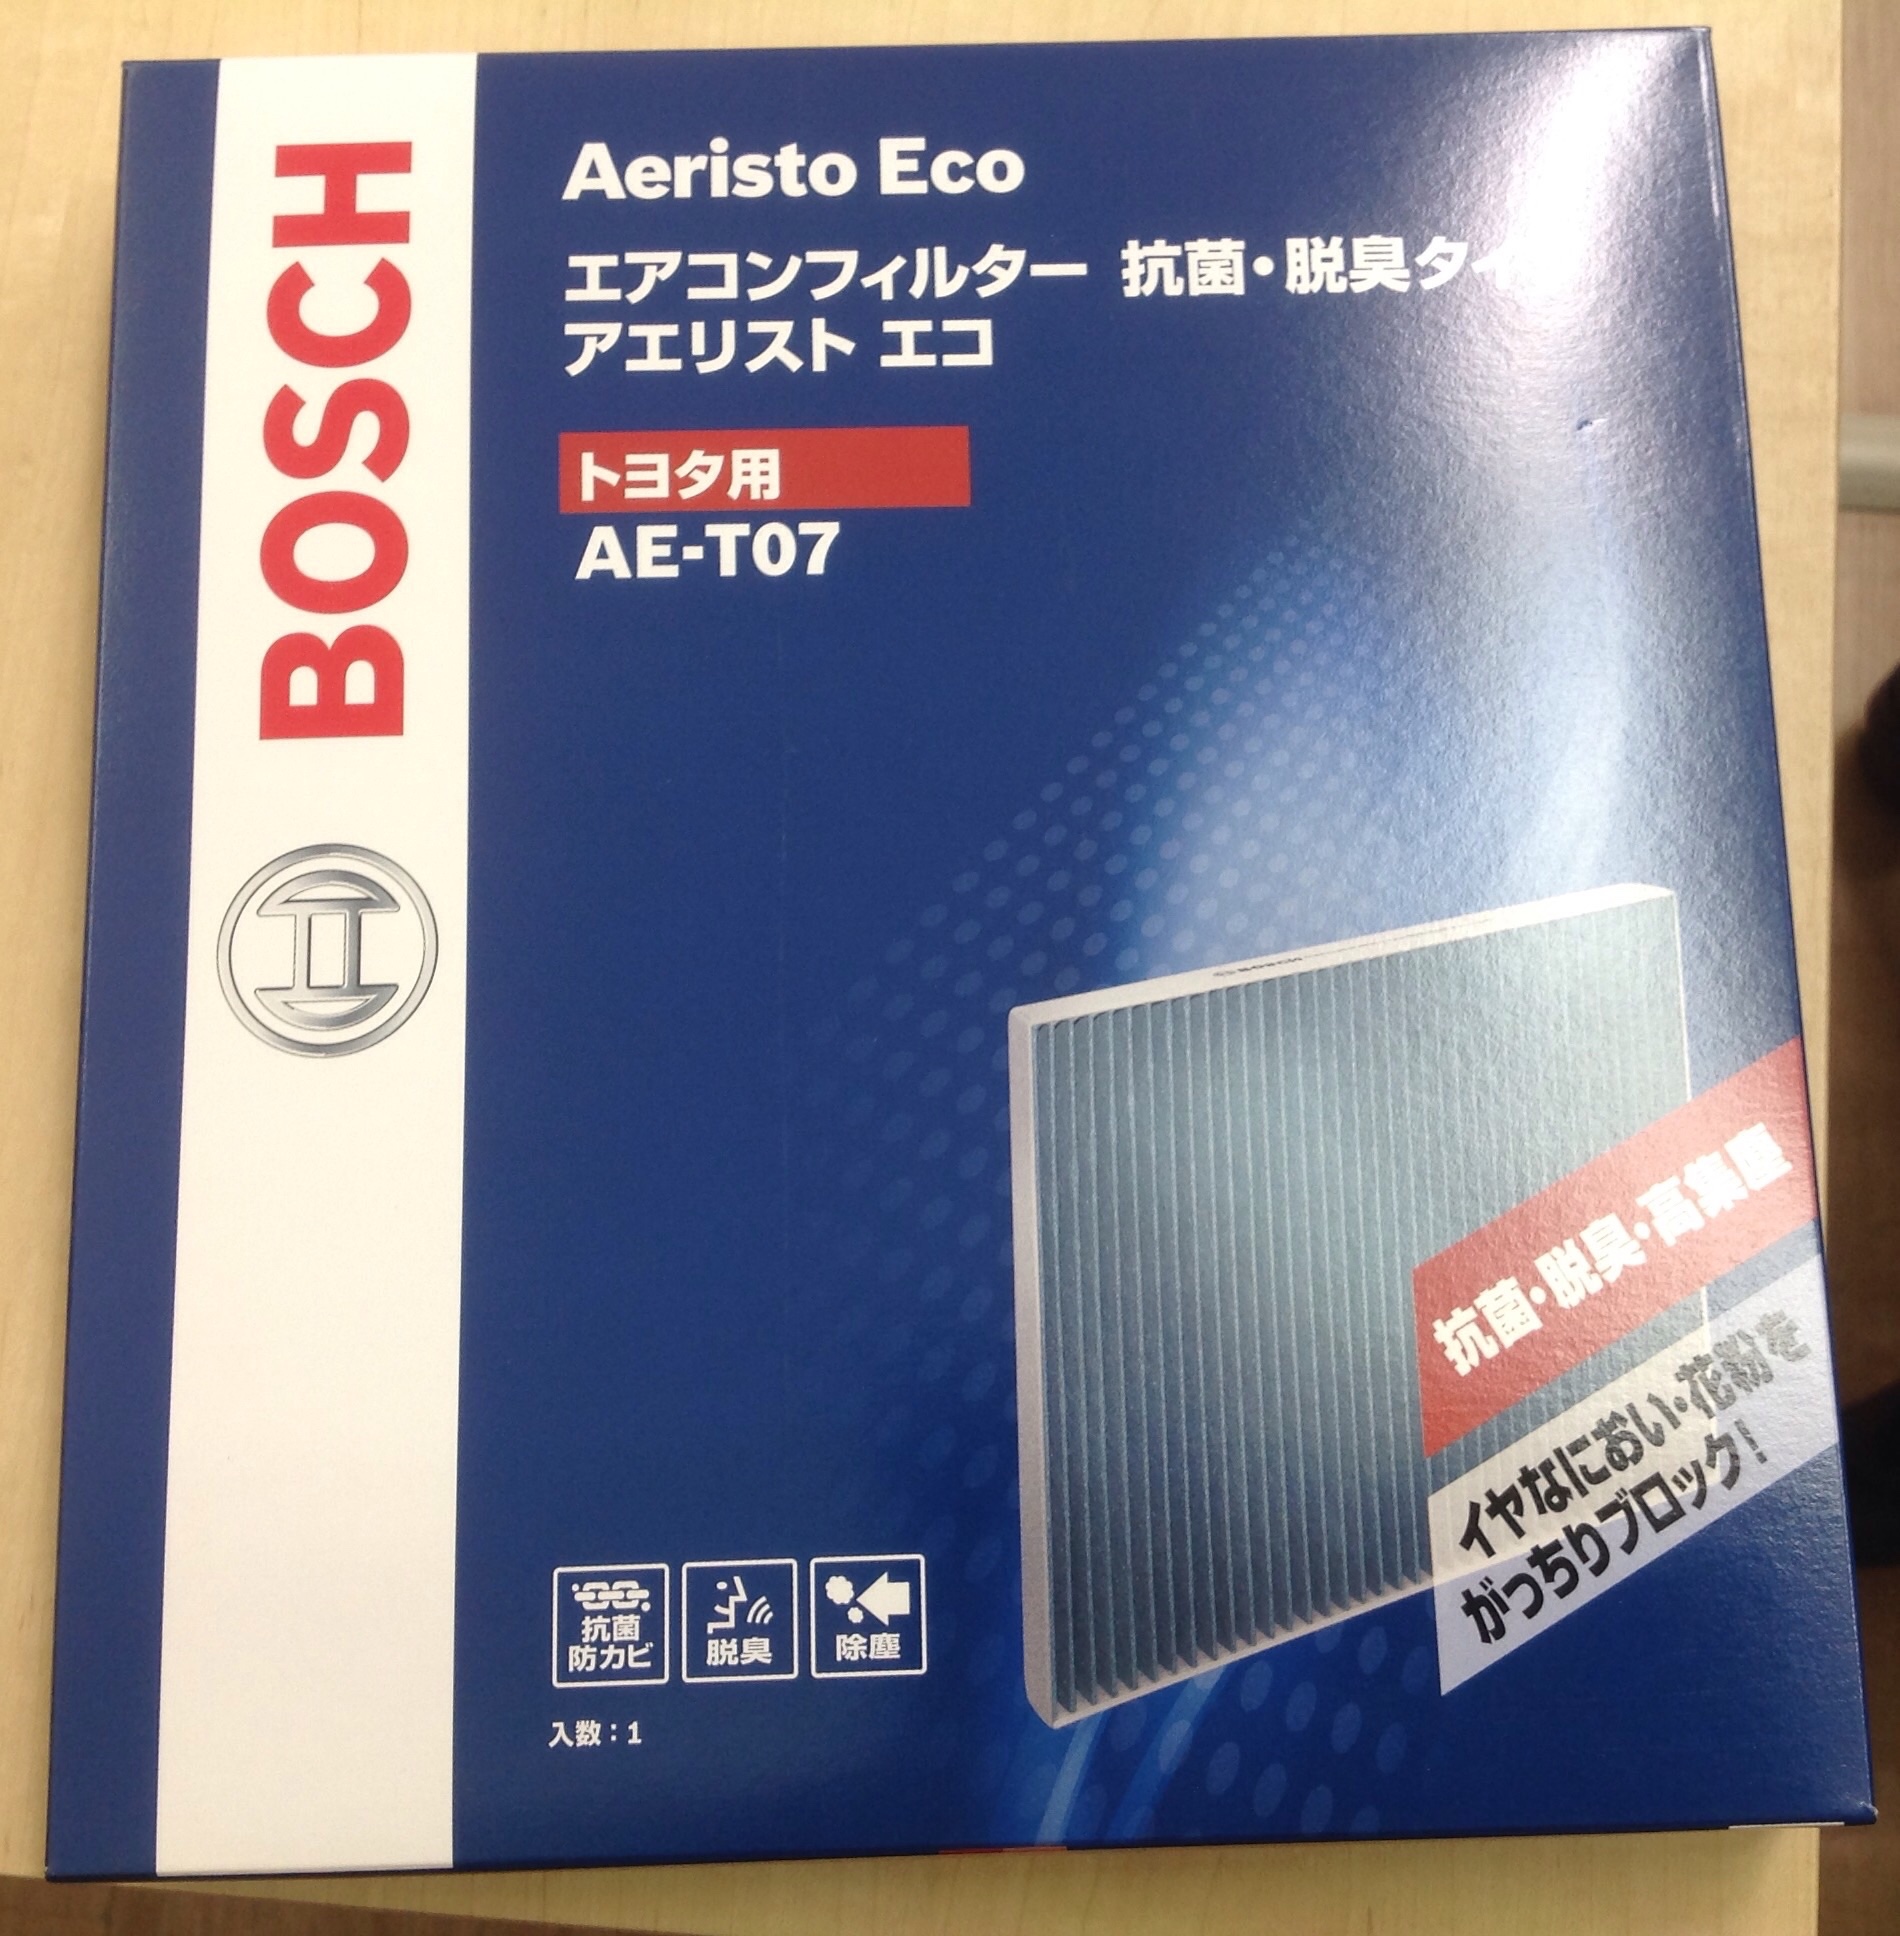 BOSCH
Aeristo Eco
エアコンフィルター 抗菌・脱臭タイ
アエリスト エコ
トヨタ用
AE-T07
BOSCH
抗菌・脱臭・高集塵
イヤなにおい・花粉を
がっちりブロック!
抗菌
防カビ
脱臭
除塵
入数:1